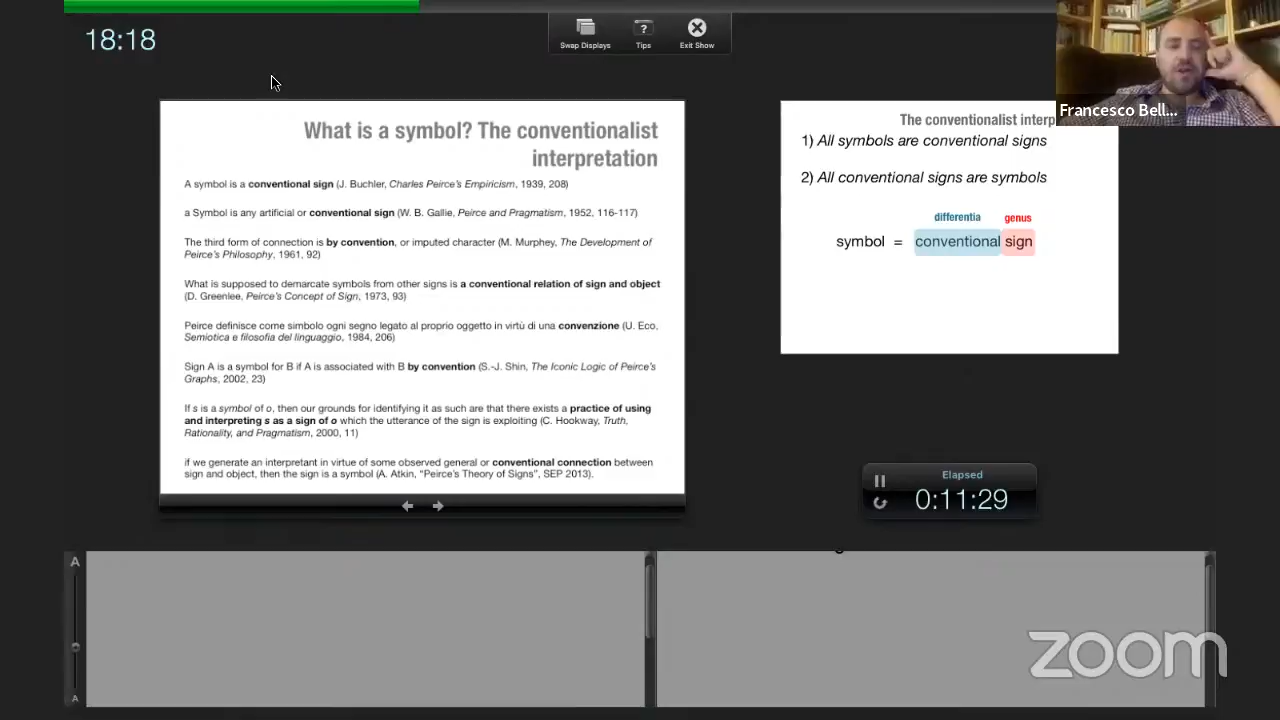 18:18
Swap Displays
Tips
Exit Show
Francesco Bell...
What is a symbol? The conventionalist
interpretation
A symbol is a conventional sign (J. Buchler, Charles Peirce's Empiricism, 1939, 208)
a Symbol is any artificial or conventional sign (W. B. Gallie, Peirce and Pragmatism, 1952, 116-117)
The third form of connection is by convention, or imputed character (M. Murphey, The Development of
Peirce's Philosophy, 1961, 92)
What is supposed to demarcate symbols from other signs is a conventional relation of sign and object
(D. Greenlee, Peirce's Concept of Sign, 1973, 93)
Peirce definisce come simbolo ogni segno legato al proprio oggetto in virtù di una convenzione (U. Eco,
Semiotica e filosofia del linguaggio, 1984, 206)
Sign A is a symbol for B if A is associated with B by convention (S.-J. Shin, The Iconic Logic of Peirce's
Graphs, 2002, 23)
If s is a symbol of o, then our grounds for identifying it as such are that there exists a practice of using
and interpreting s as a sign of o which the utterance of the sign is exploiting (C. Hookway, Truth,
Rationality, and Pragmatism, 2000, 11)
if we generate an interpretant in virtue of some observed general or conventional connection between
sign and object, then the sign is a symbol (A. Atkin, "Peirce's Theory of Signs", SEP 2013).
The conventionalist interp
1) All symbols are conventional signs
2) All conventional signs are symbols
differentia genus
symbol = conventional sign
Elapsed
0:11:29
A
A
zoom